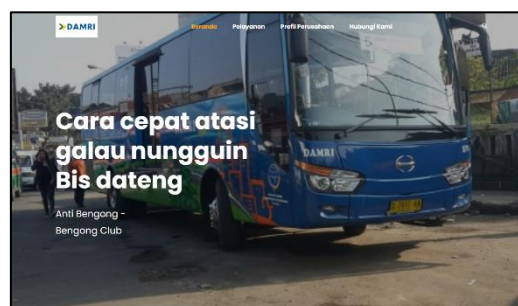 DAMRI
Beranda Pelayanan Profil Perusahaan Hubungi Kami
Cara cepat atasi
galau nungguin
Bis dateng
Anti Bengong -
Bengong Club
DAMRI